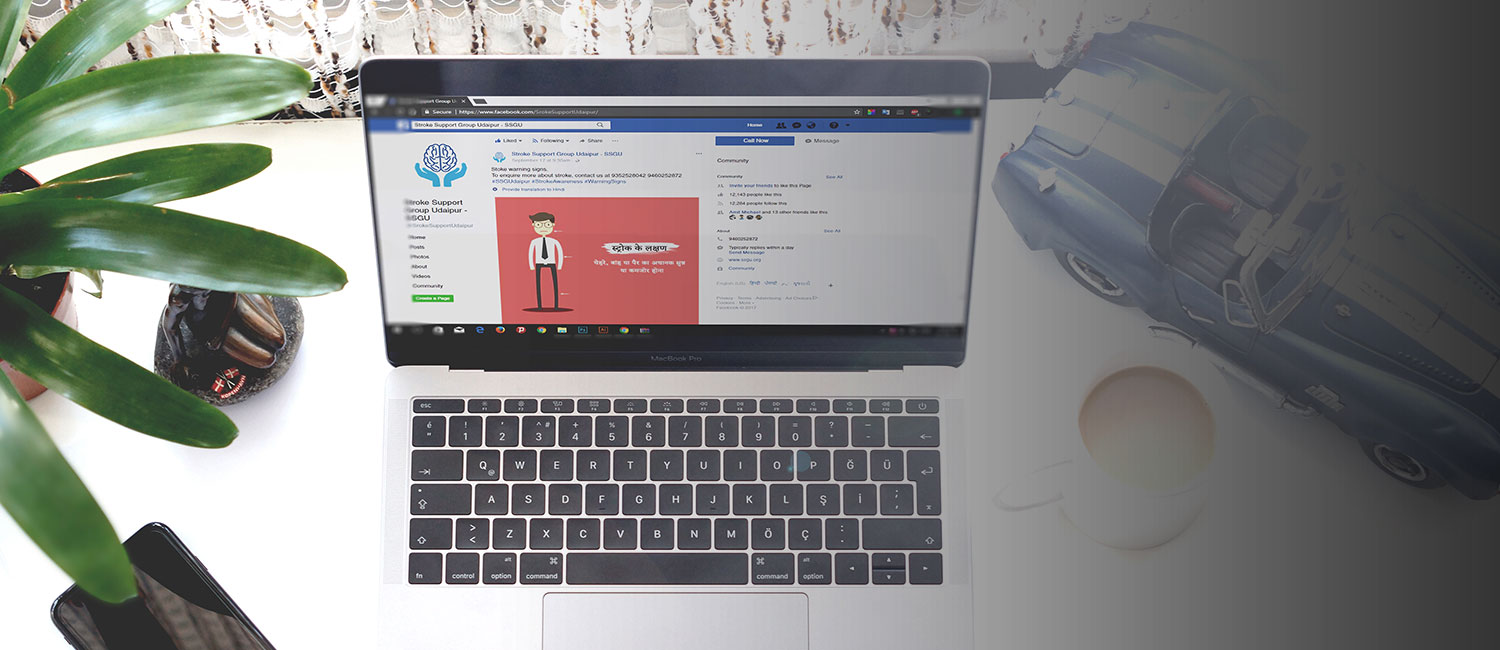 Support Group U
Secure | https://www.facebook.com/SrokeSupportUdaipur/
Stroke Support Group Udaipur - SSGU
Home
Liked
Following
Share
Call Now
Message
Stroke Support Group Udaipur - SSGU
Stoke warning signs.
To enquire more about stroke, contact us at 9352528042 9460252872
#SSGUdaipur #StrokeAwareness #WarningSigns
Provide translation to Hindi
स्ट्रोक के लक्षण
चेहरे, बांह या पैर का अचानक सुन्न
या कमजोर होना
Stroke Support
Group Udaipur -
SSGU
@SrokeSupportUdaipur
Home
Posts
Photos
About
Videos
Community
Create a Page
Community
Community
See All
Invite your friends to like this Page
12,143 people like this
12,284 people follow this
Amit Michael and 13 other friends like this
About
See All
9460252872
Typically replies within a day
Send Message
www.ssgu.org
Community
Privacy · Terms · Advertising · Ad Choices
Cookies · More
Facebook © 2017
MacBook Pro
esc F1 F2 F3 F4 F5 F6 F7 F8 F9 F10 F11 F12
é " ! 1 ' 2 ^ # 3 + 4 % 5 & 6 / 7 ( 8 ) 9 = 0 ? * _ -
Q @ W E R T Y U I O P Ğ Ü
A S D F G H J K L Ş İ ; ,
> < Z X C V B N M Ö Ç : .
fn control alt option command command alt option